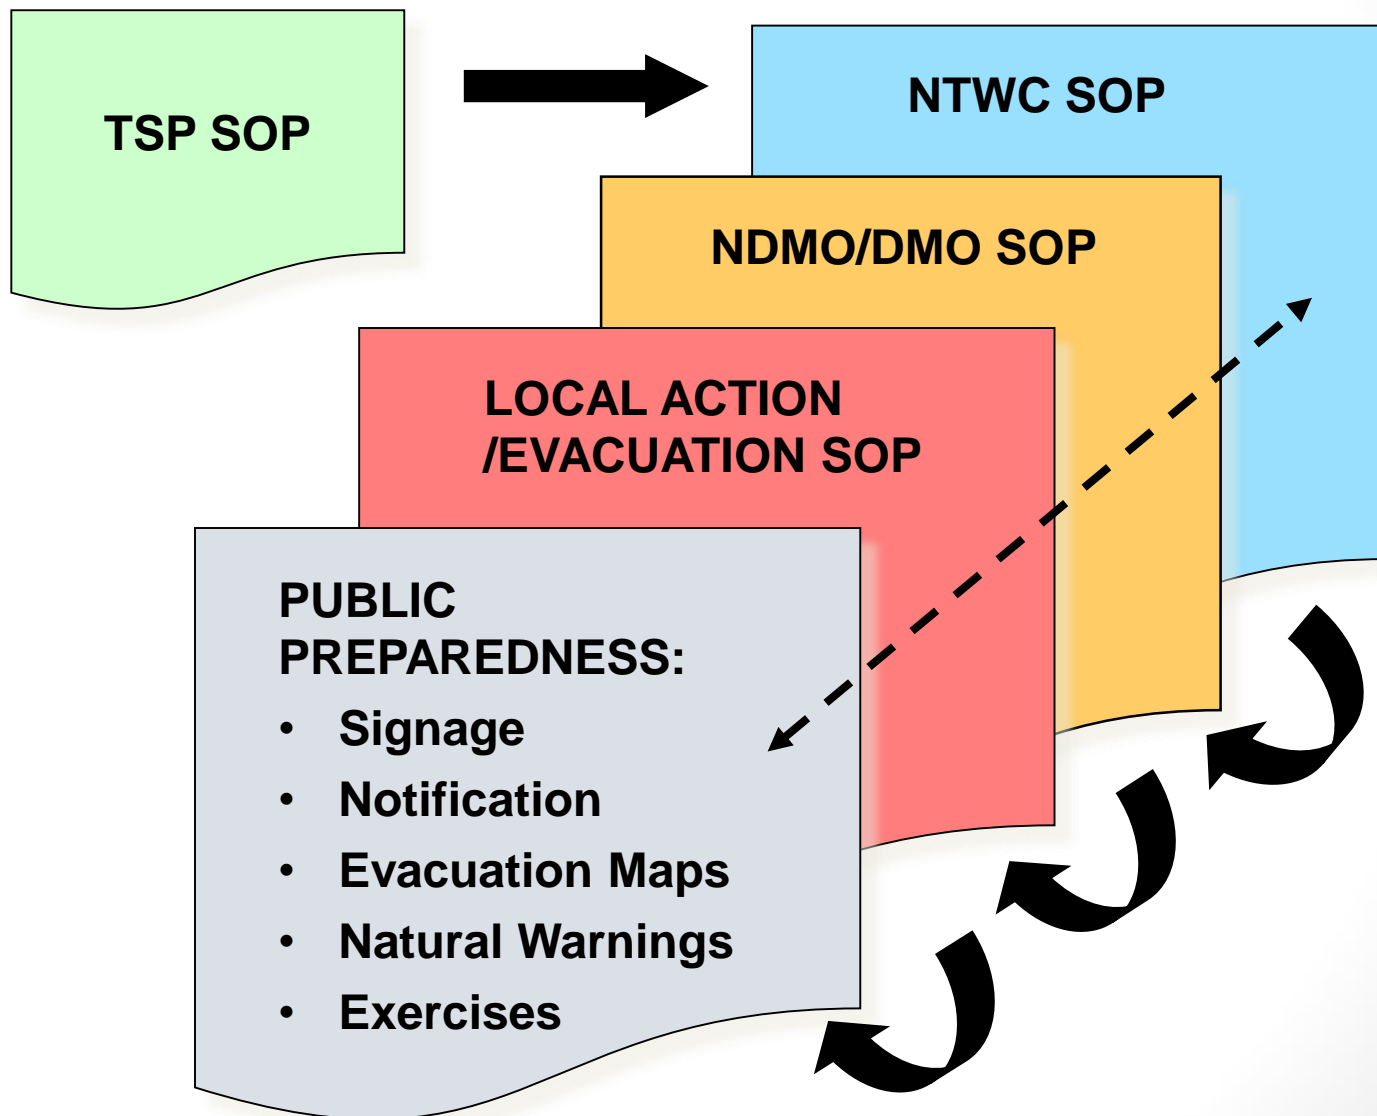 TSP SOP
NTWC SOP
NDMO/DMO SOP
LOCAL ACTION
/EVACUATION SOP
PUBLIC
PREPAREDNESS:
• Signage
• Notification
• Evacuation Maps
• Natural Warnings
• Exercises